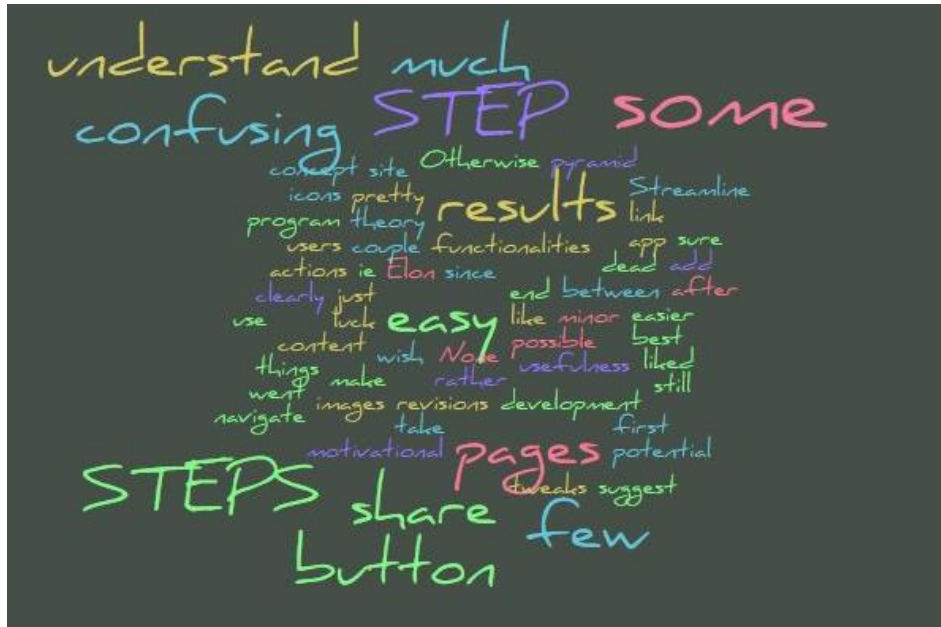 understand much
confusing STEP some
concept site Otherwise pyramid
icons pretty results Streamline
program theory link
users couple functionalities app sure
actions ie Elon since dead add
clearly just end between after
use luck easy like minor easier
content wish None possible best
things make rather usefulness liked
went still
navigate images revisions development
take first
motivational pages potential
STEPS share tweaks suggest
button few